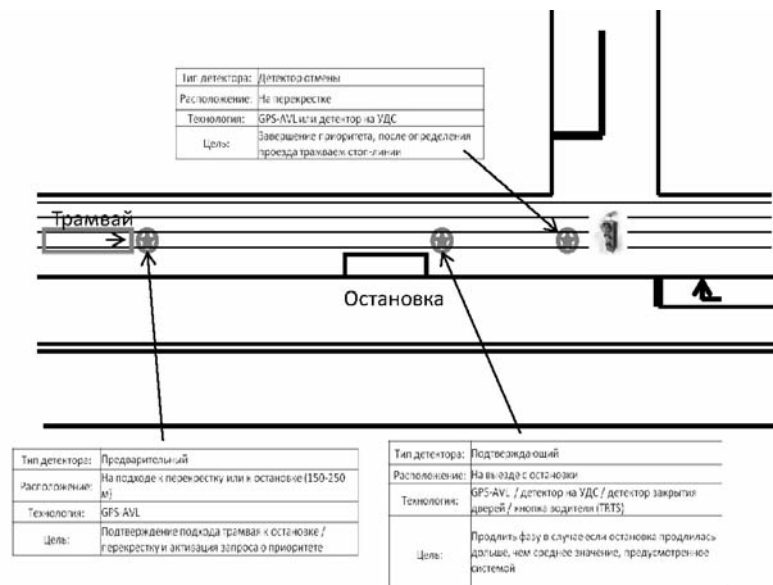 Тип детектора: Детектор отмены
Расположение: На перекрестке
Технология: GPS-AVL или детектор на УДС
Цель: Завершение приоритета, после определения
проезда трамваем стоп-линии
Трамвай
Остановка
Тип детектора: Предварительный
Расположение: На подходе к перекрестку или к остановке (150-250
м)
Технология: GPS-AVL
Цель: Подтверждение подхода трамвая к остановке /
перекрестку и активация запроса о приоритете
Тип детектора: Подтверждающий
Расположение: На выезде с остановки
Технология: GPS-AVL / детектор на УДС / детектор закрытия
дверей / кнопка водителя (TRTS)
Цель: Продлить фазу в случае если остановка продлилась
дольше, чем среднее значение, предусмотренное
системой